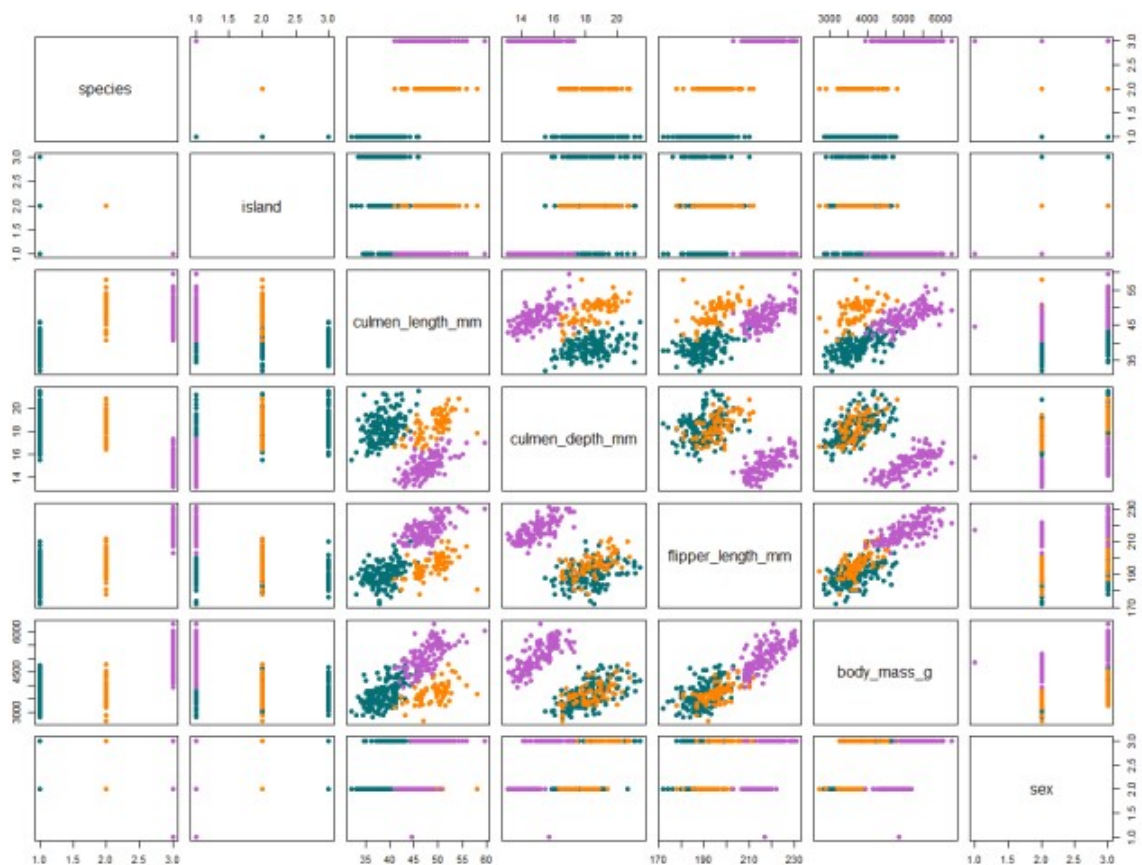 1.0 2.0 3.0 14 16 18 20 3000 4000 5000 6000
species
1.0 1.5 2.0 2.5 3.0
1.0 1.5 2.0 2.5 3.0
island
culmen_length_mm
35 45 55
14 16 18 20
culmen_depth_mm
flipper_length_mm
170 190 210 230
3000 4500 6000
body_mass_g
sex
1.0 1.5 2.0 2.5 3.0
1.0 1.5 2.0 2.5 3.0 35 40 45 50 55 60 170 190 210 230 1.0 1.5 2.0 2.5 3.0